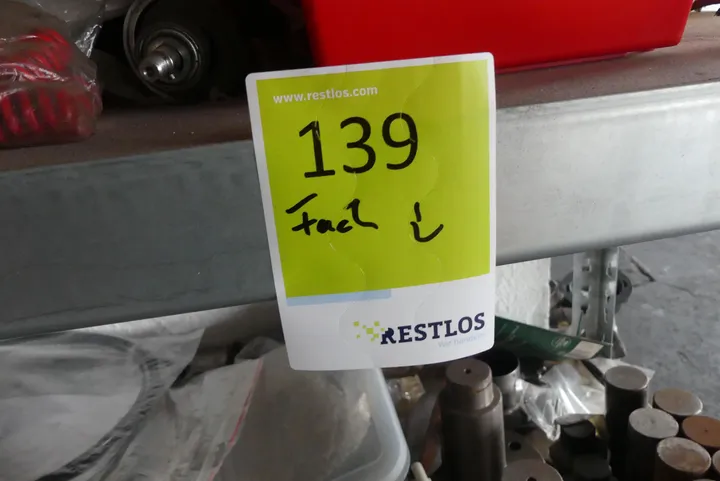 www.restlos.com
139
Fach ↓
RESTLOS